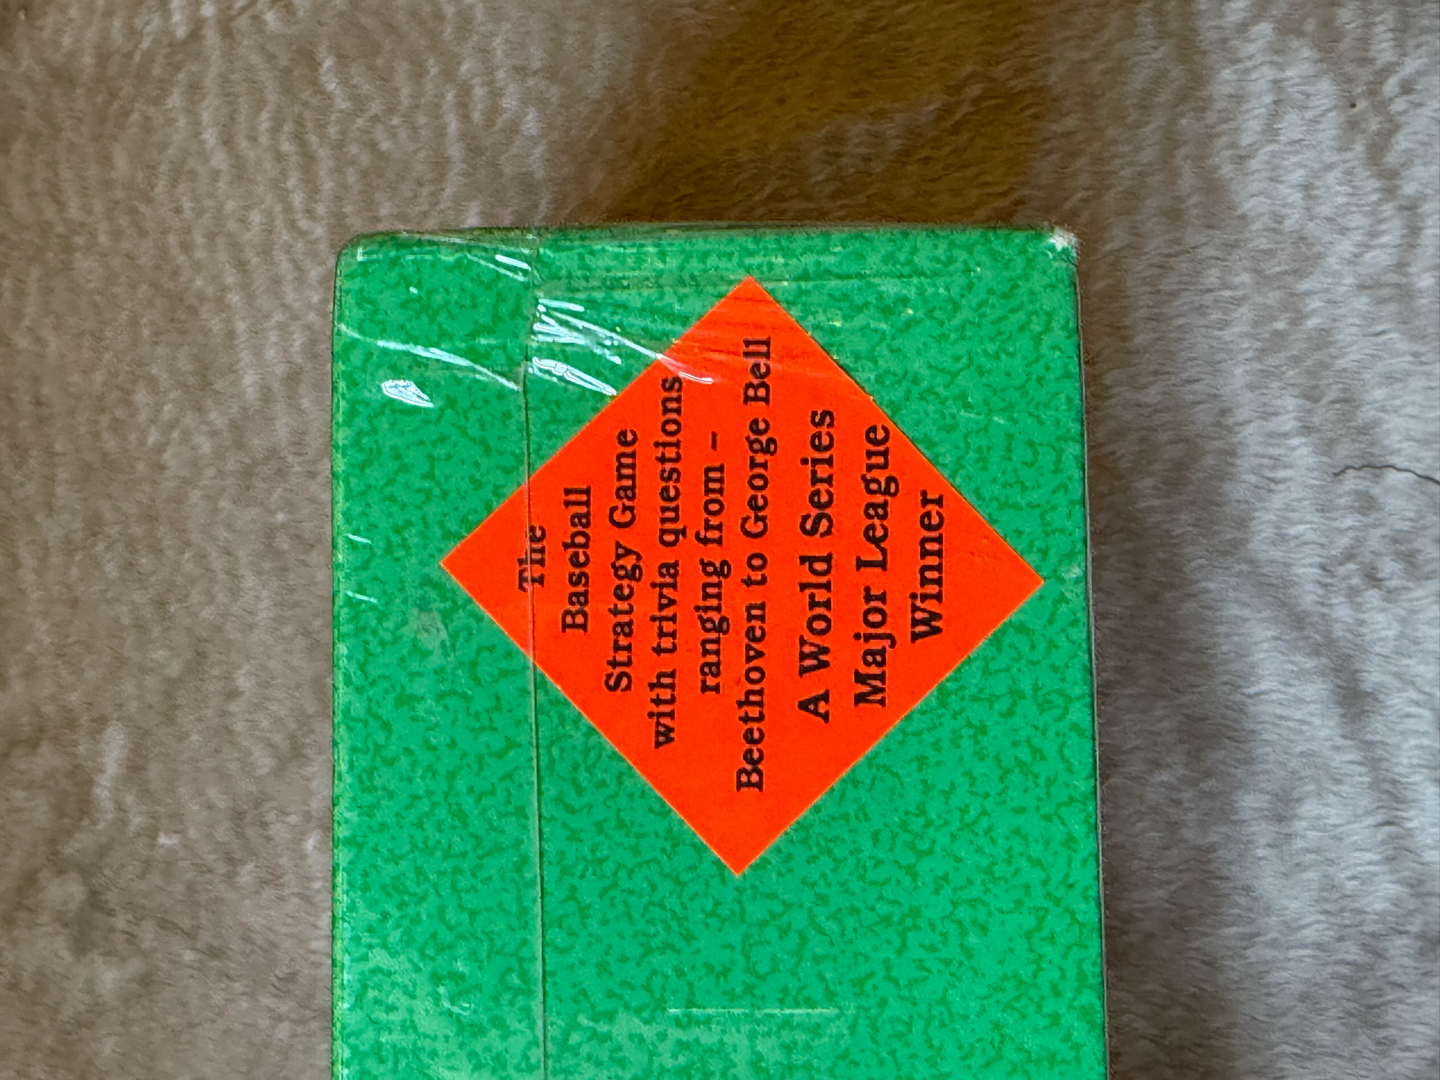 The
Baseball
Strategy Game
with trivia questions
ranging from –
Beethoven to George Bell
A World Series
Major League
Winner